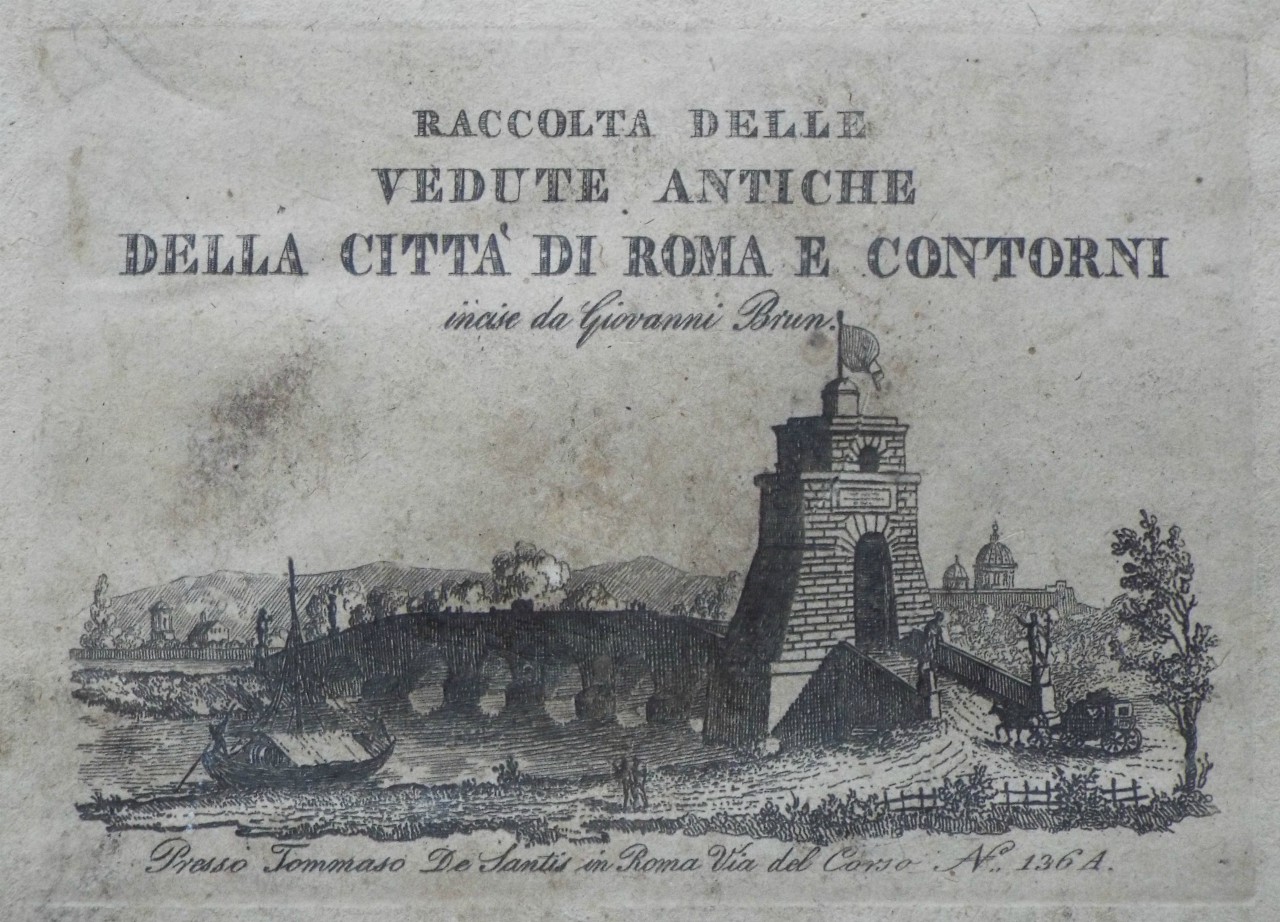 RACCOLTA DELLE
VEDUTE ANTICHE
DELLA CITTA' DI ROMA E CONTORNI
incise da Giovanni Brun.
Presso Tommaso De Santis in Roma Via del Corso N.. 136 A.